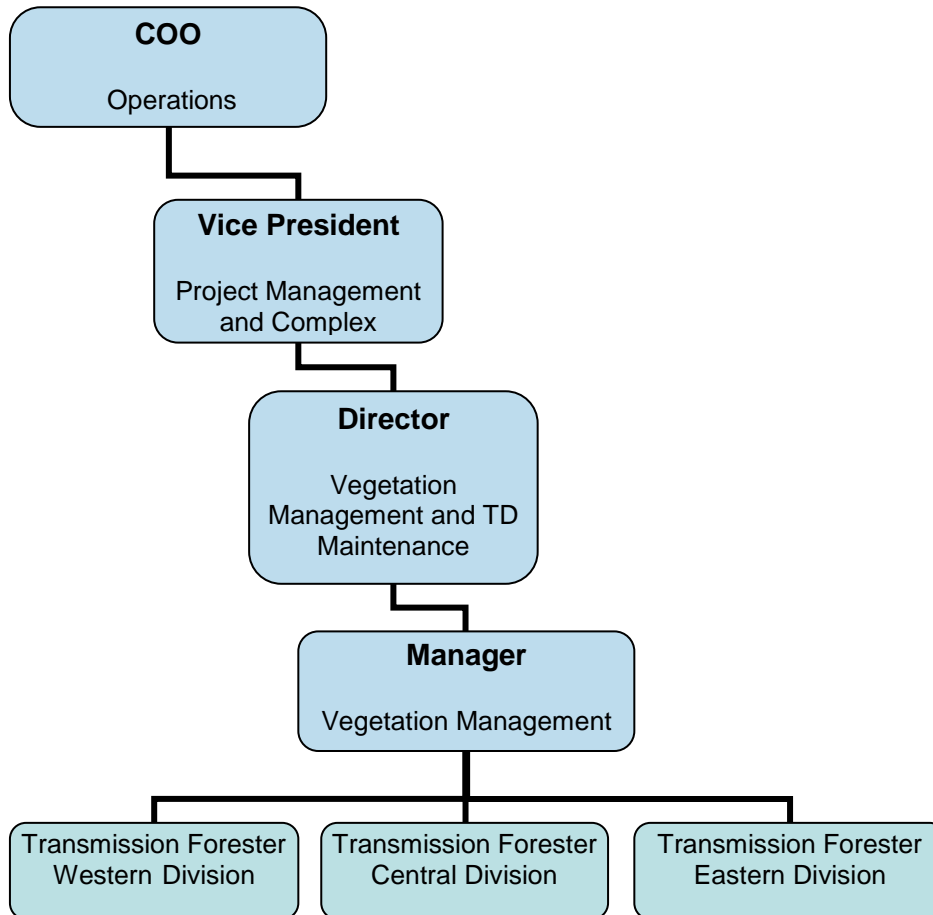 COO
Operations
Vice President
Project Management
and Complex
Director
Vegetation
Management and TD
Maintenance
Manager
Vegetation Management
Transmission Forester
Western Division
Transmission Forester
Central Division
Transmission Forester
Eastern Division